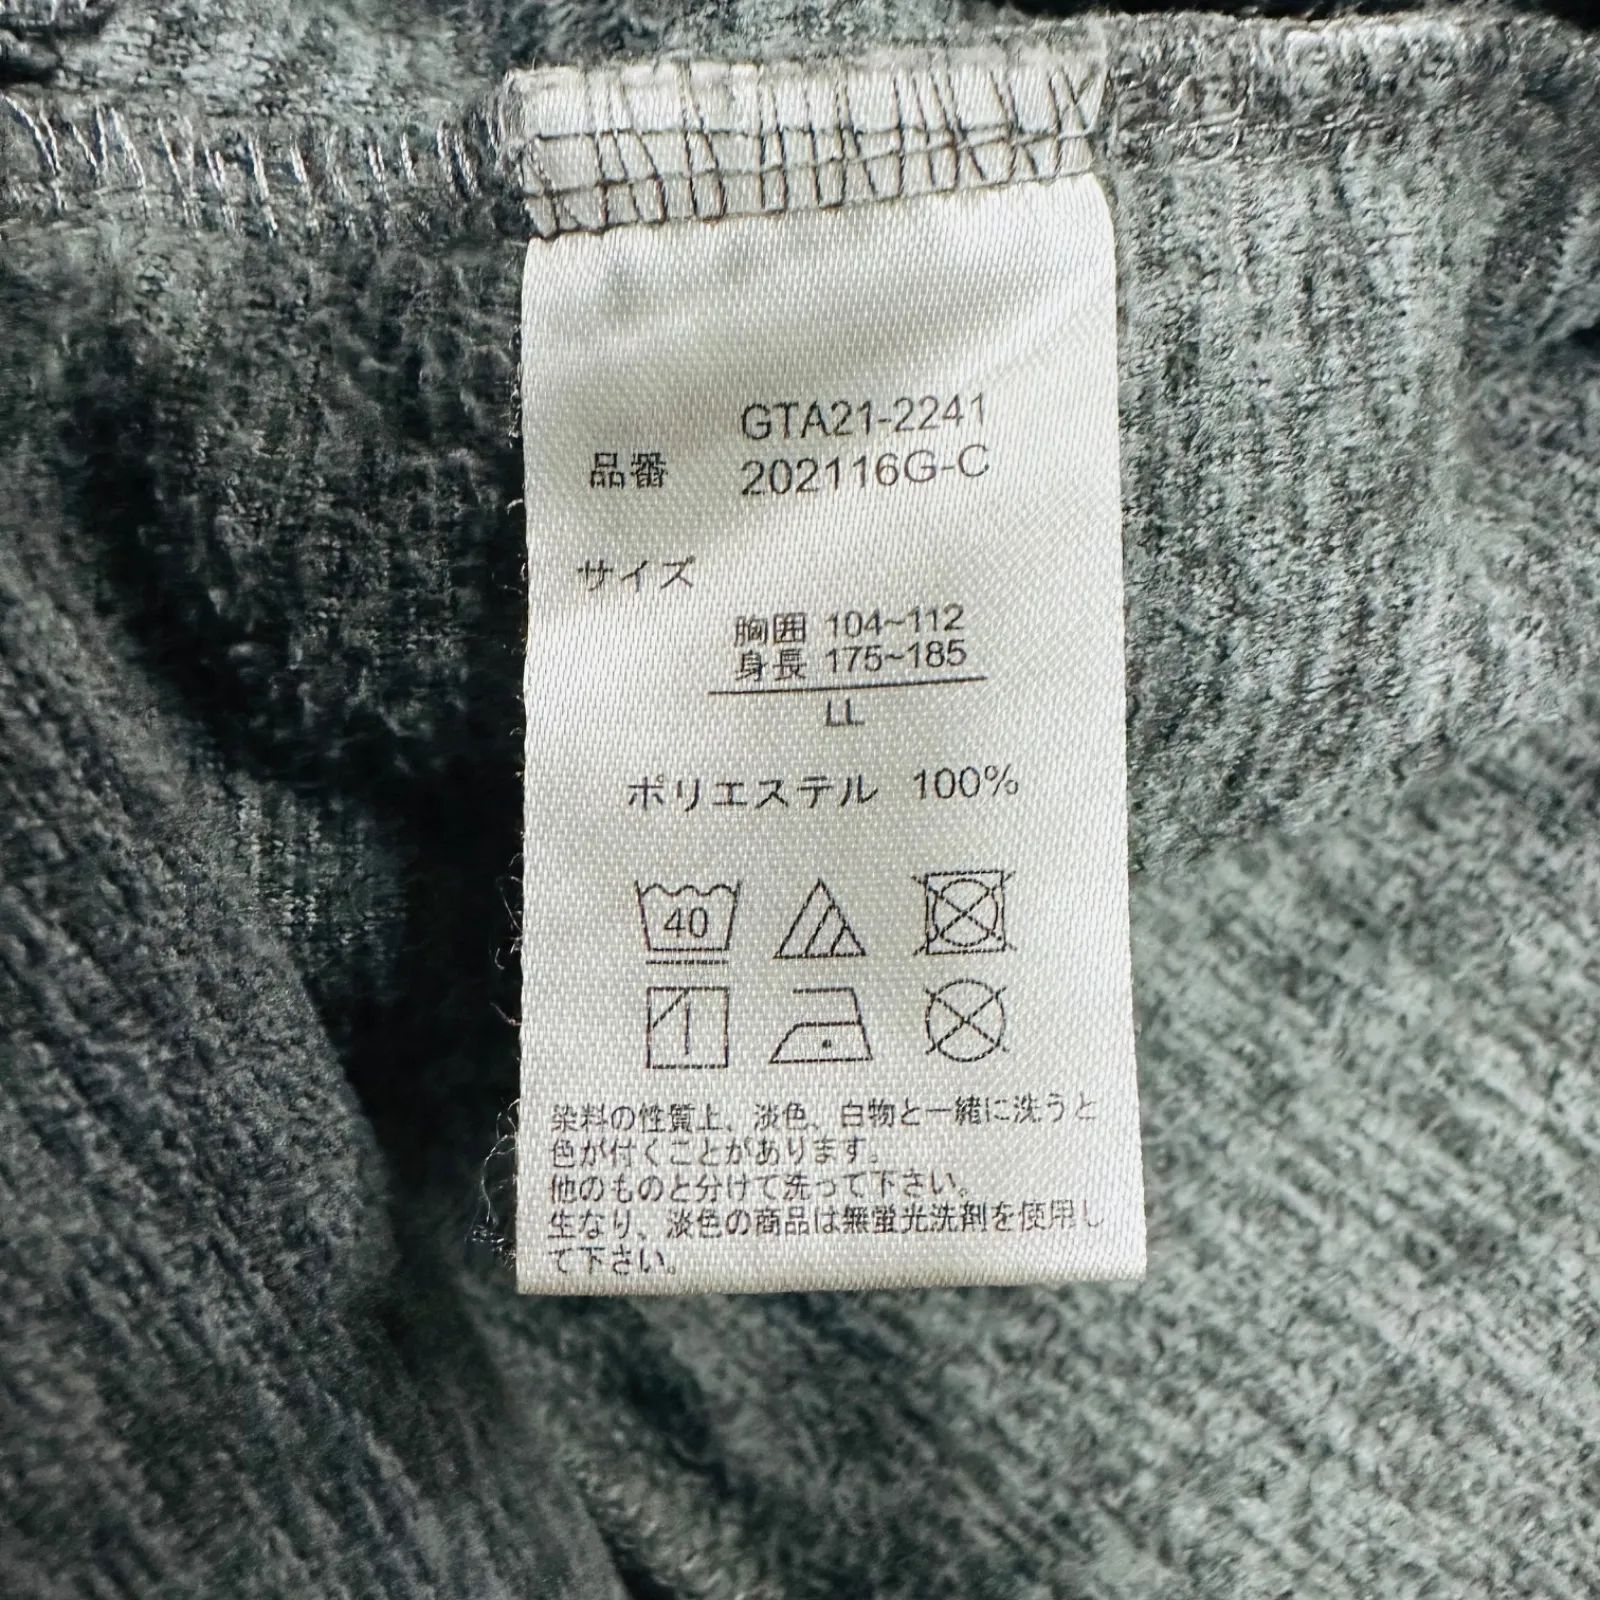 GTA21-2241
品番 202116G-C
サイズ
胸囲 104~112
身長 175~185
LL
ポリエステル 100%
40
染料の性質上、淡色、白物と一緒に洗うと
色が付くことがあります。
他のものと分けて洗って下さい。
生なり、淡色の商品は無蛍光洗剤を使用し
て下さい。